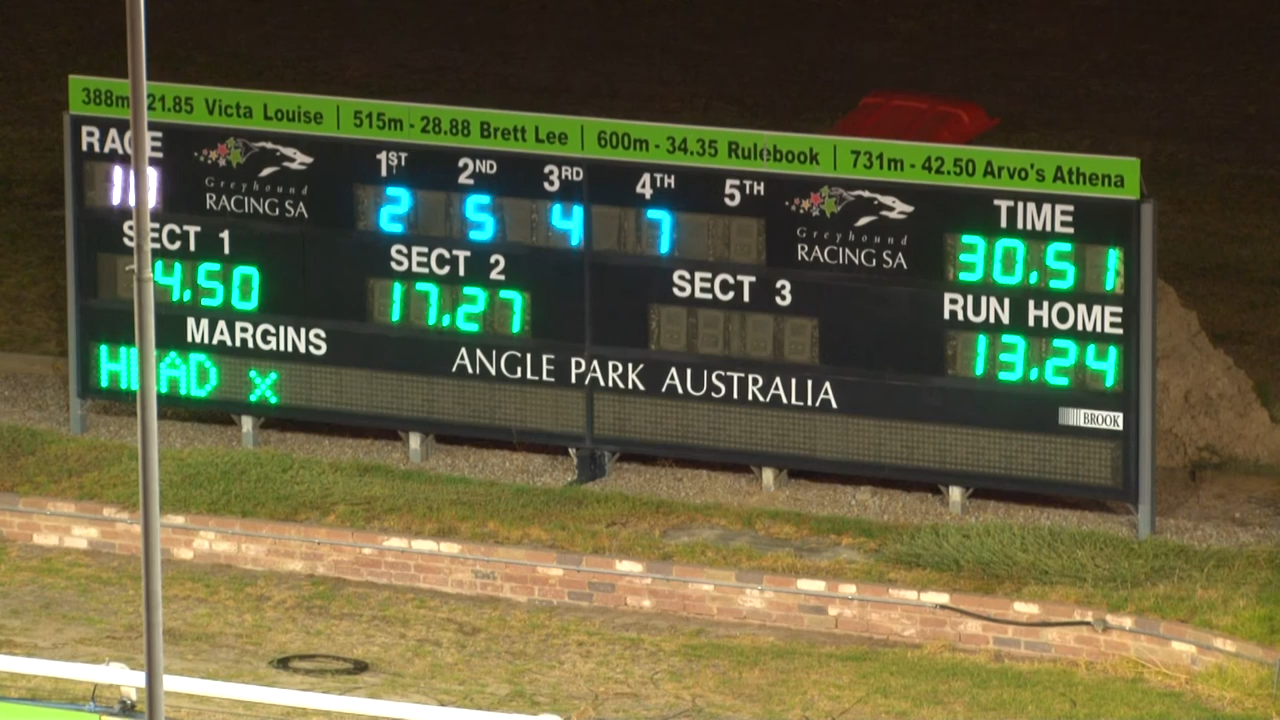 388m 21.85 Victa Louise | 515m - 28.88 Brett Lee | 600m - 34.35 Rulebook | 731m - 42.50 Arvo's Athena
RACE
10
Greyhound
RACING SA
1ST 2ND 3RD 4TH 5TH
2 5 4 7
Greyhound
RACING SA
TIME
30.51
SECT 1
4.50
SECT 2
17.27
SECT 3
RUN HOME
13.24
MARGINS
HEAD x
ANGLE PARK AUSTRALIA
BROOK